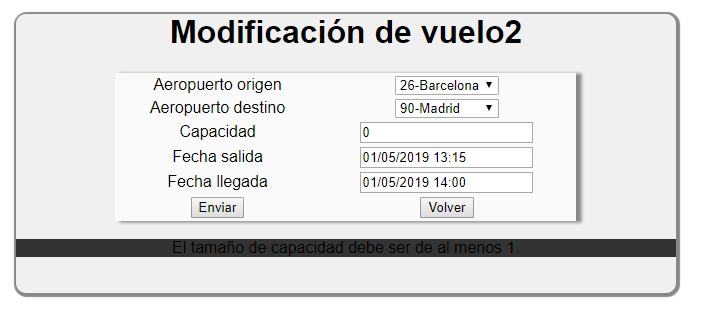 Modificación de vuelo2
Aeropuerto origen 26-Barcelona
Aeropuerto destino 90-Madrid
Capacidad 0
Fecha salida 01/05/2019 13:15
Fecha llegada 01/05/2019 14:00
Enviar Volver
El tamaño de capacidad debe ser de al menos 1.